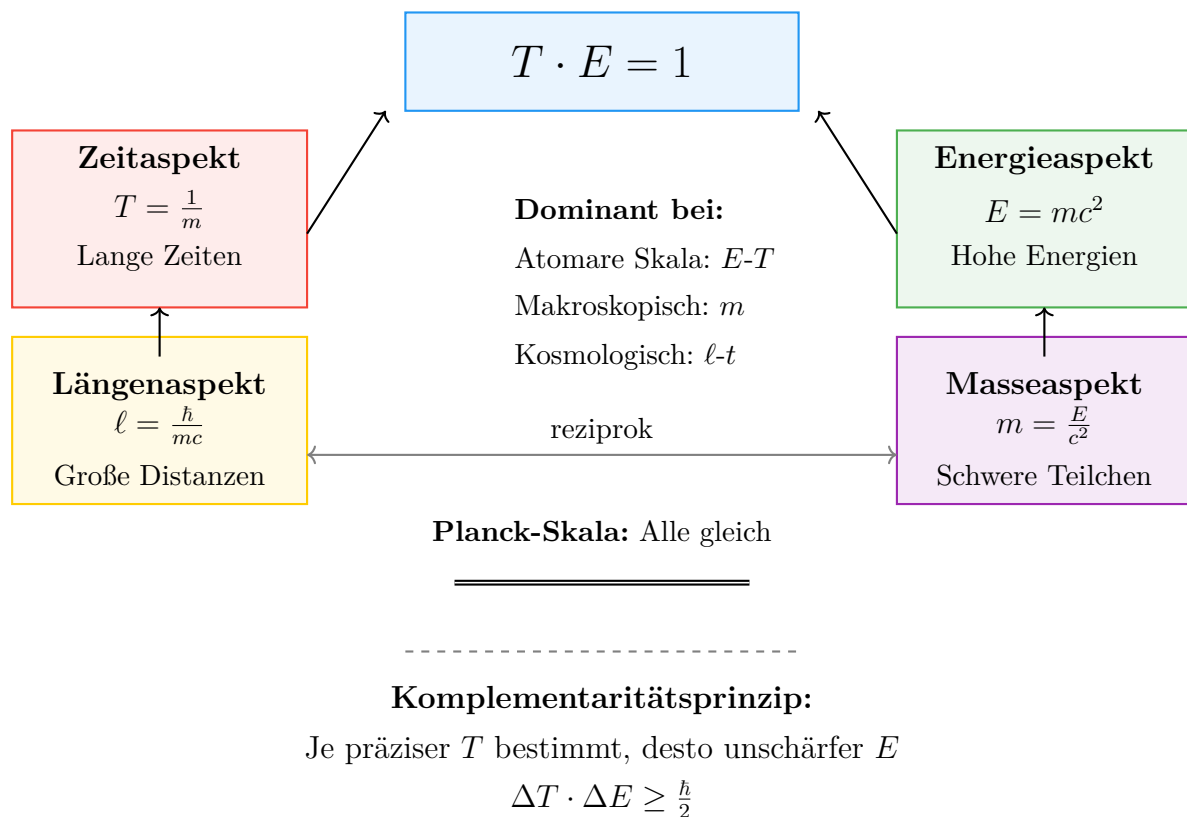 T · E = 1
Zeitaspekt
T = 1/m
Lange Zeiten
Energieaspekt
E = mc²
Hohe Energien
Dominant bei:
Atomare Skala: E-T
Makroskopisch: m
Kosmologisch: ℓ-t
Längenaspekt
ℓ = ℏ/mc
Große Distanzen
reziprok
Masseaspekt
m = E/c²
Schwere Teilchen
Planck-Skala: Alle gleich
Komplementaritätsprinzip:
Je präziser T bestimmt, desto unschärfer E
ΔT · ΔE ≥ ℏ/2